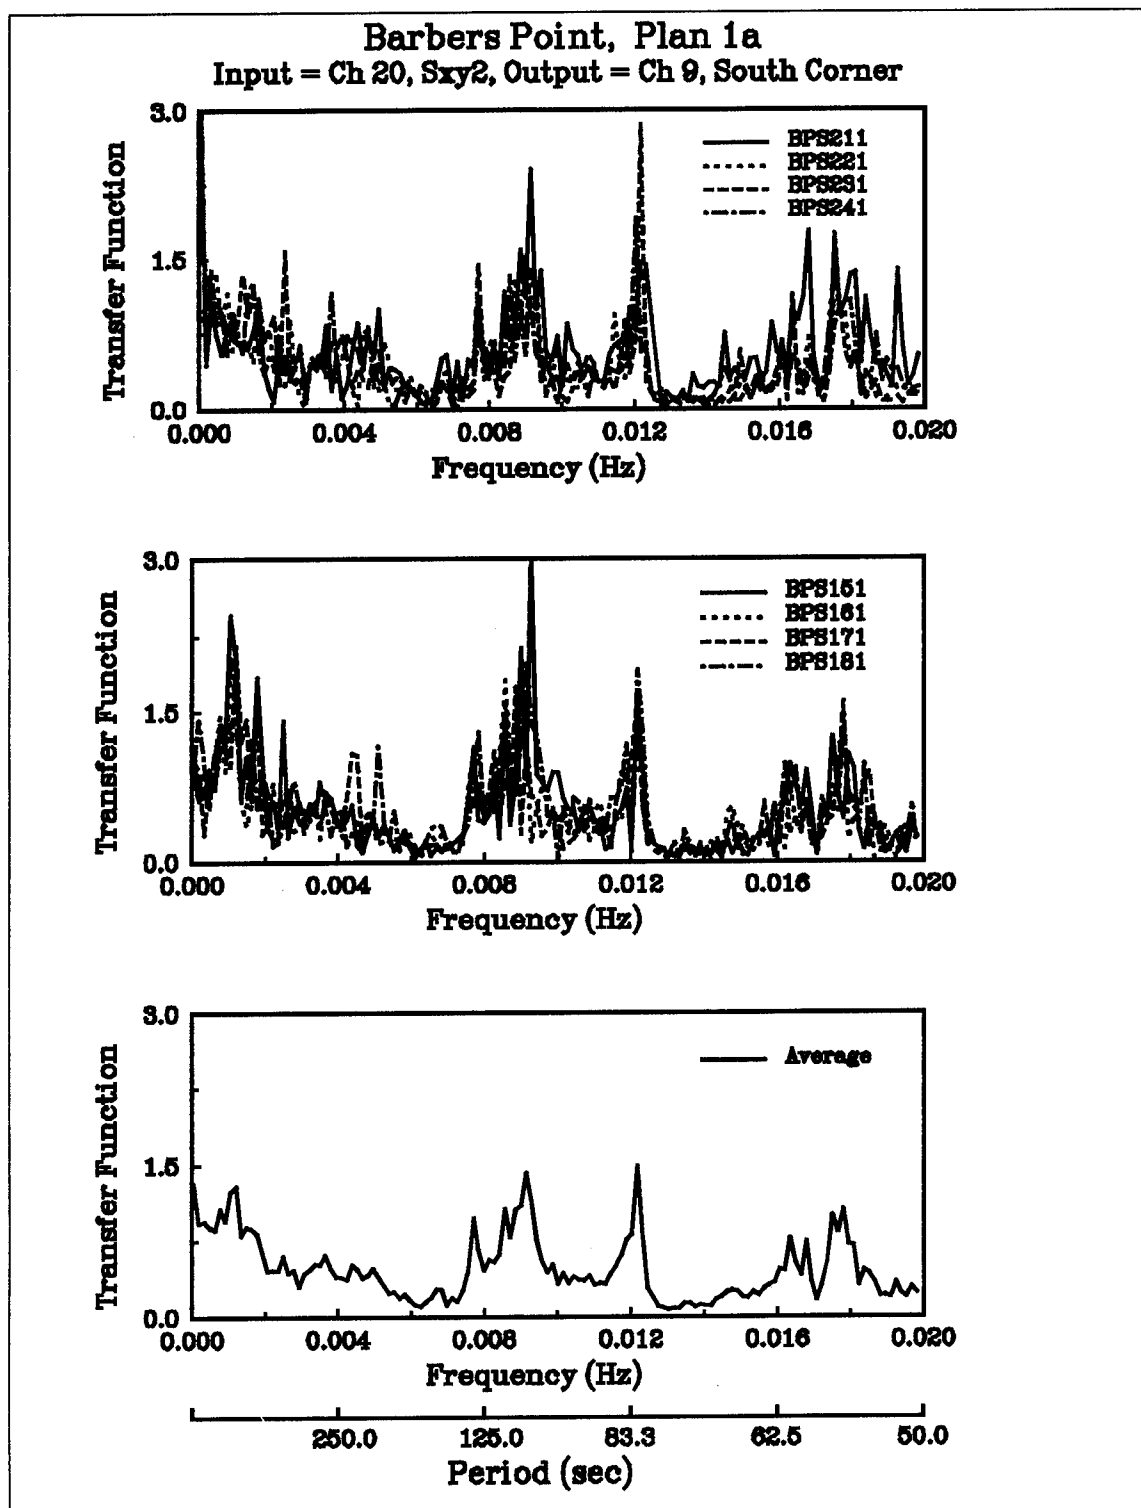 Barbers Point, Plan 1a
Input = Ch 20, Sxy2, Output = Ch 9, South Corner
3.0
1.5
0.0
Transfer Function
BPS211
BPS221
BPS231
BPS241
0.000 0.004 0.008 0.012 0.016 0.020
Frequency (Hz)
3.0
1.5
0.0
Transfer Function
BPS151
BPS161
BPS171
BPS181
0.000 0.004 0.008 0.012 0.016 0.020
Frequency (Hz)
3.0
1.5
0.0
Transfer Function
Average
0.000 0.004 0.008 0.012 0.016 0.020
Frequency (Hz)
250.0 125.0 83.3 62.5 50.0
Period (sec)